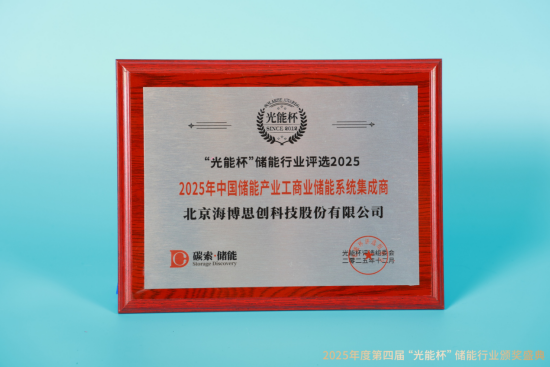 光能杯
SINCE 2012
“光能杯”储能行业评选2025
2025年中国储能产业工商业储能系统集成商
北京海博思创科技股份有限公司
碳索·储能
Storage Discovery
光能杯评选组委会
二零二五年十二月
2025年度第四届“光能杯”储能行业颁奖盛典